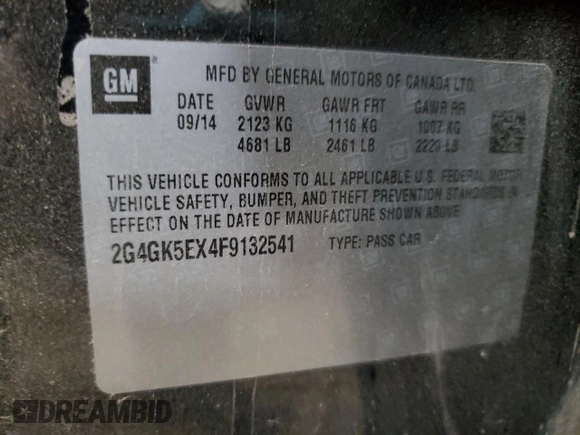 GM ®
MFD BY GENERAL MOTORS OF CANADA LTD.
DATE GVWR GAWR FRT GAWR RR
09/14 2123 KG 1116 KG 1007 KG
4681 LB 2461 LB 2220 LB
THIS VEHICLE CONFORMS TO ALL APPLICABLE U.S. FEDERAL MOTOR
VEHICLE SAFETY, BUMPER, AND THEFT PREVENTION STANDARDS IN
EFFECT ON THE DATE OF MANUFACTURE SHOWN ABOVE.
2G4GK5EX4F9132541 TYPE: PASS CAR
DREAMBID